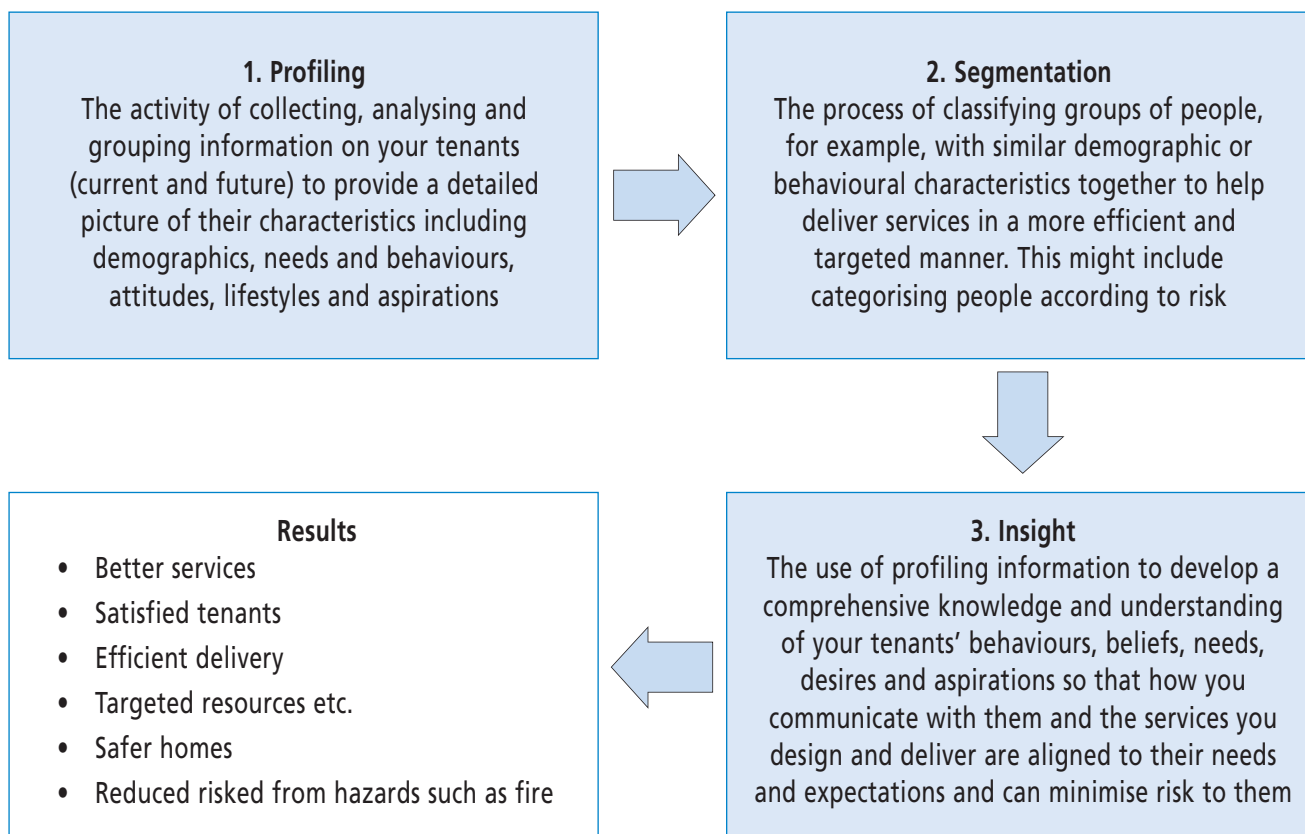 1. Profiling
The activity of collecting, analysing and
grouping information on your tenants
(current and future) to provide a detailed
picture of their characteristics including
demographics, needs and behaviours,
attitudes, lifestyles and aspirations
2. Segmentation
The process of classifying groups of people,
for example, with similar demographic or
behavioural characteristics together to help
deliver services in a more efficient and
targeted manner. This might include
categorising people according to risk
3. Insight
The use of profiling information to develop a
comprehensive knowledge and understanding
of your tenants’ behaviours, beliefs, needs,
desires and aspirations so that how you
communicate with them and the services you
design and deliver are aligned to their needs
and expectations and can minimise risk to them
Results
• Better services
• Satisfied tenants
• Efficient delivery
• Targeted resources etc.
• Safer homes
• Reduced risked from hazards such as fire